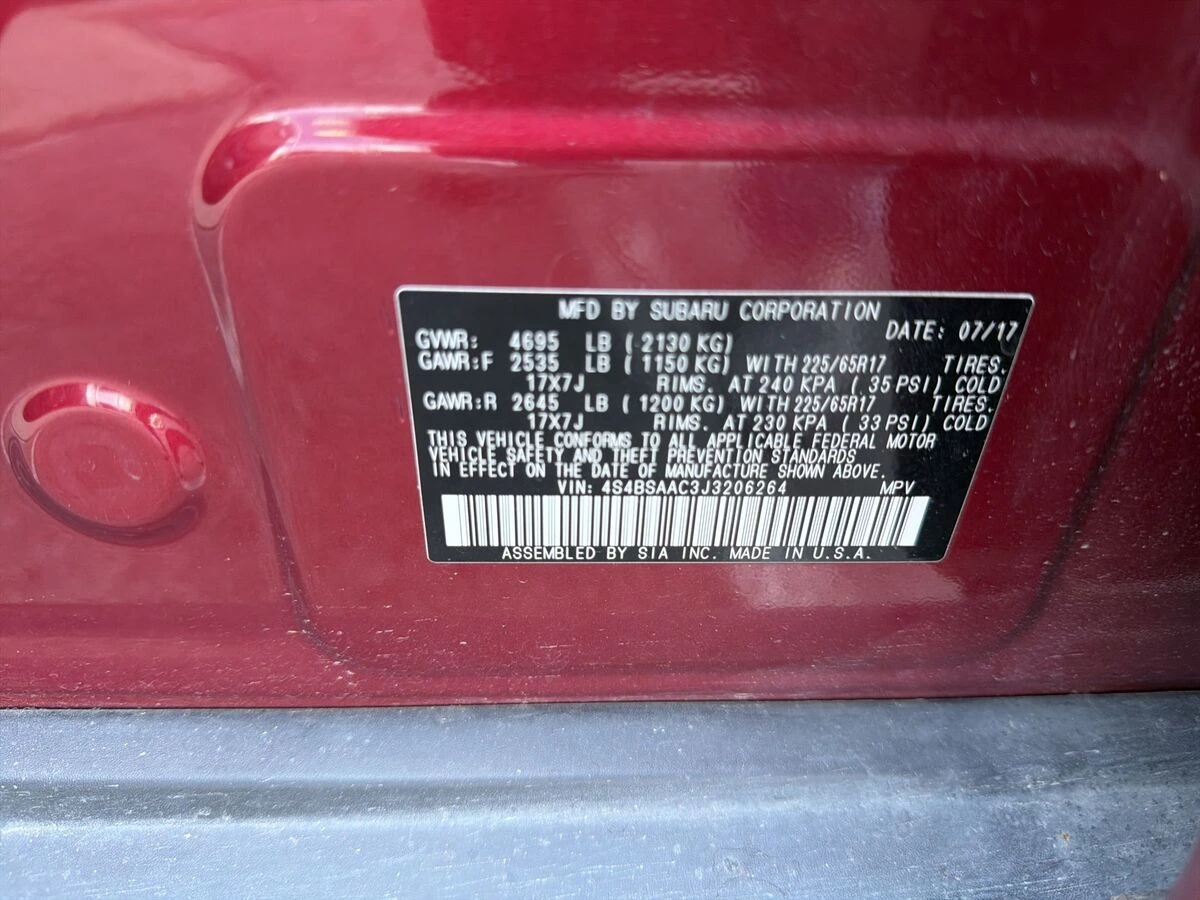 MFD BY SUBARU CORPORATION
DATE: 07/17
GVWR: 4695 LB ( 2130 KG)
GAWR:F 2535 LB ( 1150 KG) WITH 225/65R17 TIRES.
17X7J RIMS. AT 240 KPA ( 35 PSI) COLD
GAWR:R 2645 LB ( 1200 KG) WITH 225/65R17 TIRES.
17X7J RIMS. AT 230 KPA ( 33 PSI) COLD
THIS VEHICLE CONFORMS TO ALL APPLICABLE FEDERAL MOTOR
VEHICLE SAFETY AND THEFT PREVENTION STANDARDS
IN EFFECT ON THE DATE OF MANUFACTURE SHOWN ABOVE.
VIN: 4S4BSAAC3J3206264 MPV
ASSEMBLED BY SIA INC. MADE IN U.S.A.